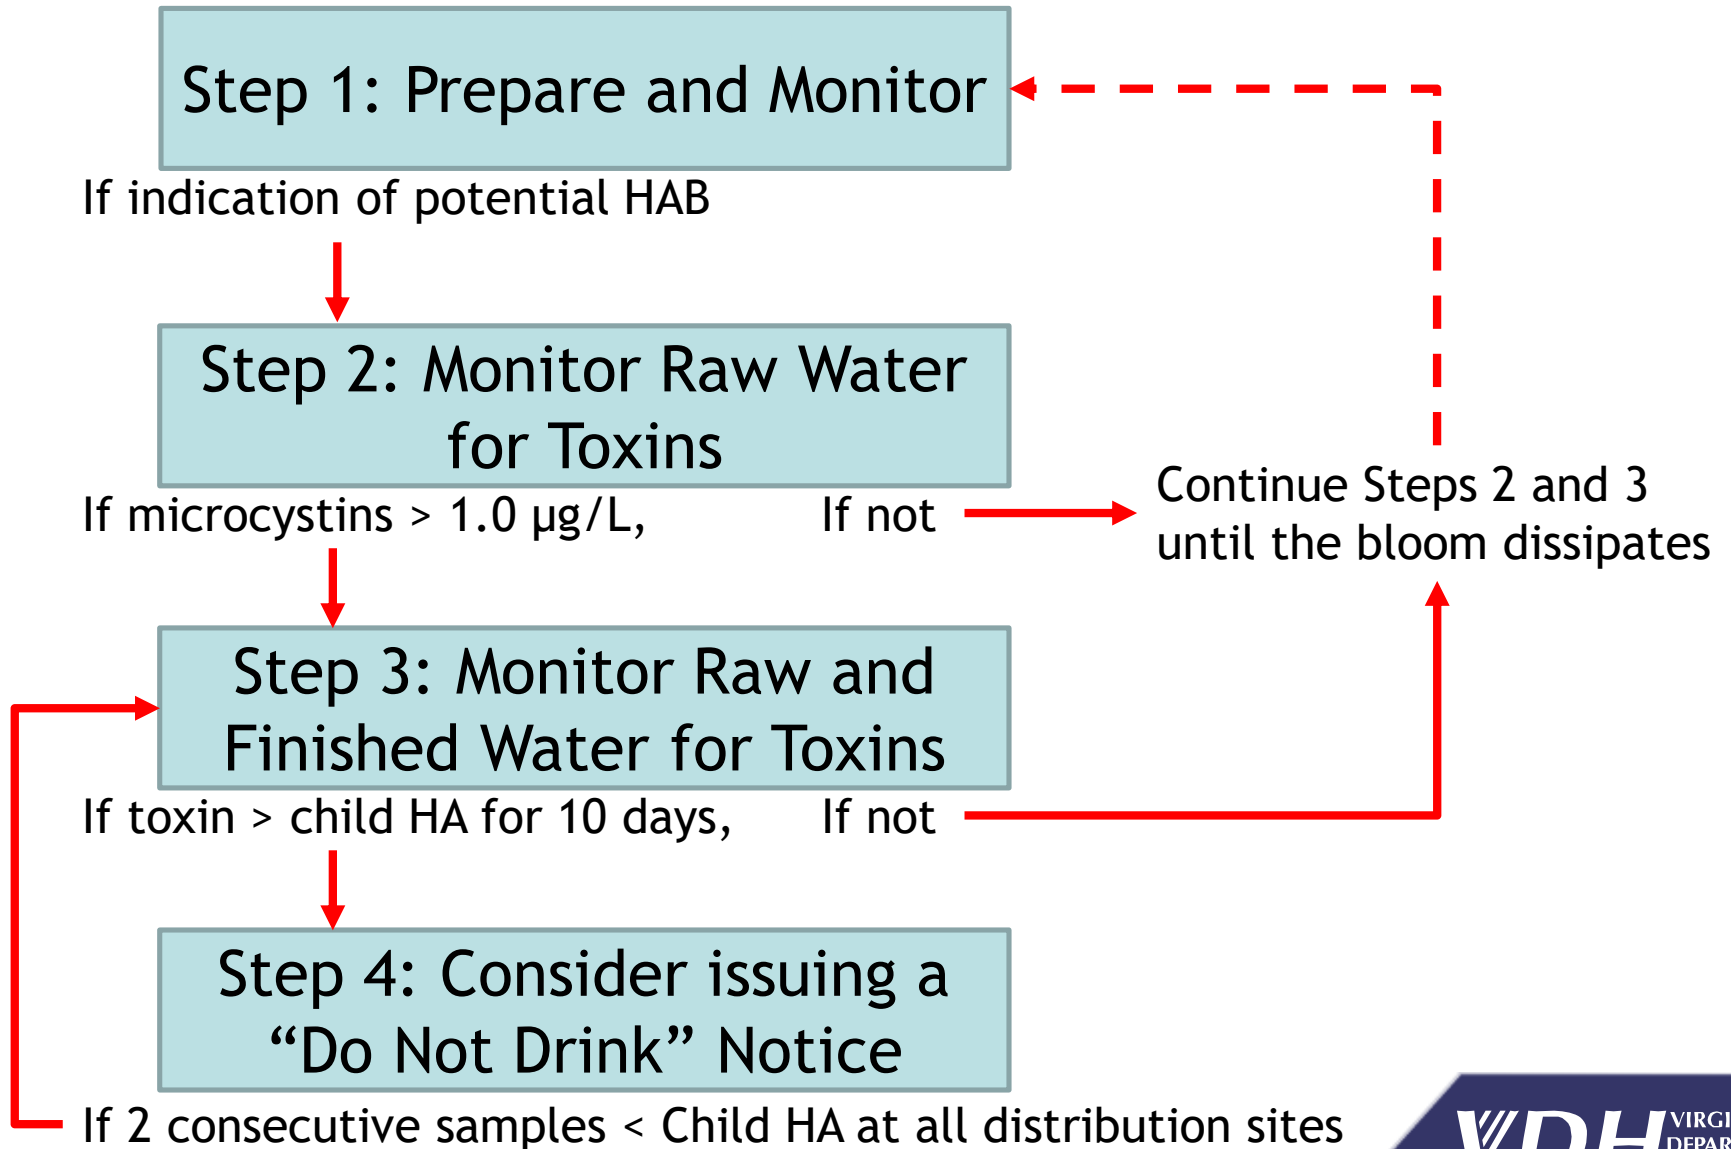 Step 1: Prepare and Monitor
If indication of potential HAB
Step 2: Monitor Raw Water
for Toxins
If microcystins > 1.0 µg/L, If not
Continue Steps 2 and 3
until the bloom dissipates
Step 3: Monitor Raw and
Finished Water for Toxins
If toxin > child HA for 10 days, If not
Step 4: Consider issuing a
“Do Not Drink” Notice
If 2 consecutive samples < Child HA at all distribution sites
VDH